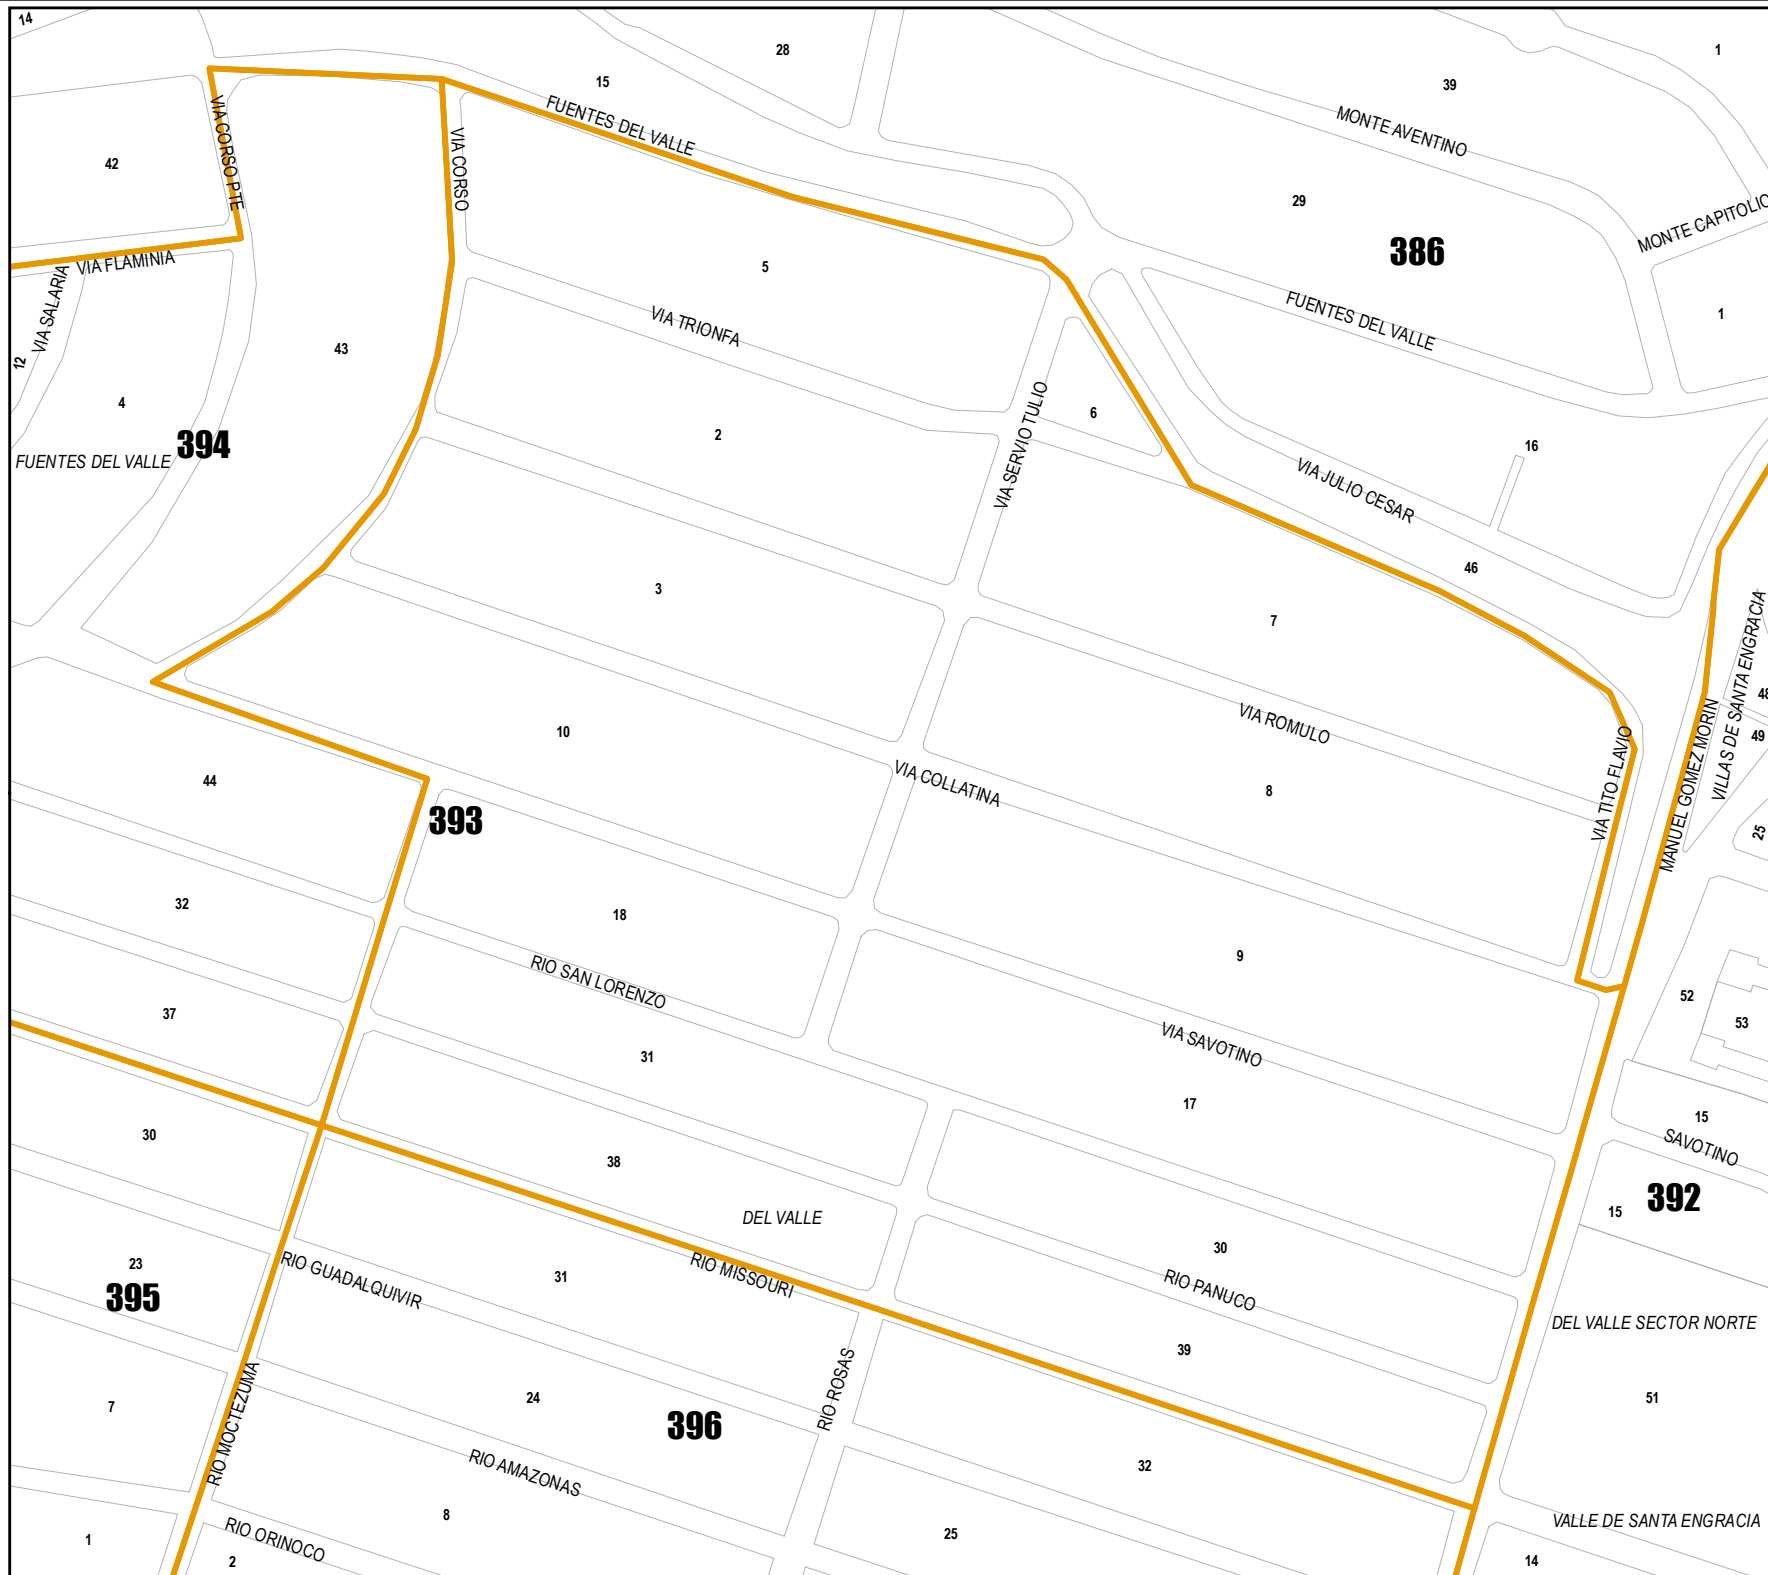 14
28
1
15
39
FUENTES DEL VALLE
MONTE AVENTINO
VIA CORSO PTE
VIA CORSO
42
29
MONTE CAPITOLIO
386
VIA FLAMINIA
5
VIA SALARIA
FUENTES DEL VALLE
1
VIA TRIONFA
43
12
4
VIA SERVIO TULIO
6
2
394
16
FUENTES DEL VALLE
VIA JULIO CESAR
46
3
7
VILLAS DE SANTA ENGRACIA
48
10
VIA ROMULO
49
VIA TITO FLAVIO
MANUEL GOMEZ MORIN
44
VIA COLLATINA
8
393
25
32
18
9
RIO SAN LORENZO
52
37
53
31
VIA SAVOTINO
17
15
30
38
SAVOTINO
392
DEL VALLE
15
30
23
RIO GUADALQUIVIR
31
RIO MISSOURI
RIO PANUCO
395
DEL VALLE SECTOR NORTE
39
RIO ROSAS
7
RIO MOCTEZUMA
24
51
396
32
RIO AMAZONAS
8
VALLE DE SANTA ENGRACIA
25
1
RIO ORINOCO
2
14